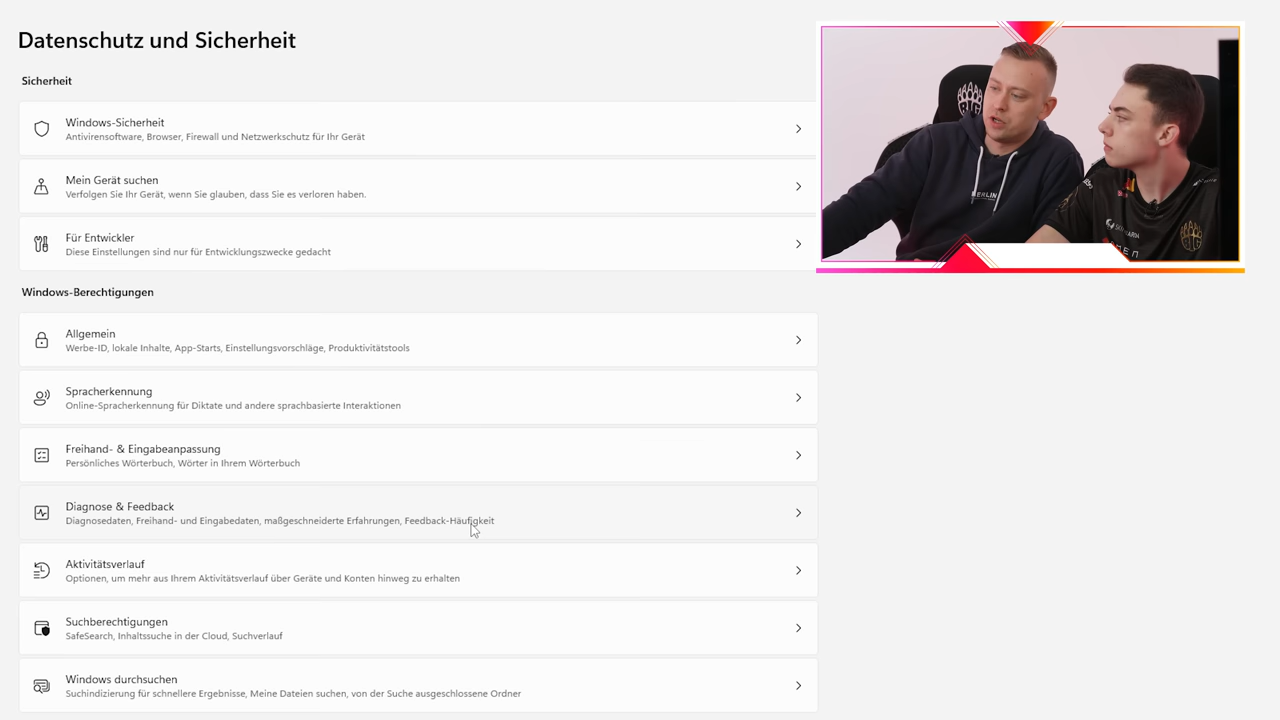 Datenschutz und Sicherheit
Sicherheit
Windows-Sicherheit
Antivirensoftware, Browser, Firewall und Netzwerkschutz für Ihr Gerät
Mein Gerät suchen
Verfolgen Sie Ihr Gerät, wenn Sie glauben, dass Sie es verloren haben.
Für Entwickler
Diese Einstellungen sind nur für Entwicklungszwecke gedacht
Windows-Berechtigungen
Allgemein
Werbe-ID, lokale Inhalte, App-Starts, Einstellungsvorschläge, Produktivitätstools
Spracherkennung
Online-Spracherkennung für Diktate und andere sprachbasierte Interaktionen
Freihand- & Eingabeanpassung
Persönliches Wörterbuch, Wörter in Ihrem Wörterbuch
Diagnose & Feedback
Diagnosedaten, Freihand- und Eingabedaten, maßgeschneiderte Erfahrungen, Feedback-Häufigkeit
Aktivitätsverlauf
Optionen, um mehr aus Ihrem Aktivitätsverlauf über Geräte und Konten hinweg zu erhalten
Suchberechtigungen
SafeSearch, Inhaltssuche in der Cloud, Suchverlauf
Windows durchsuchen
Suchindizierung für schnellere Ergebnisse, Meine Dateien suchen, von der Suche ausgeschlossene Ordner
BERLIN